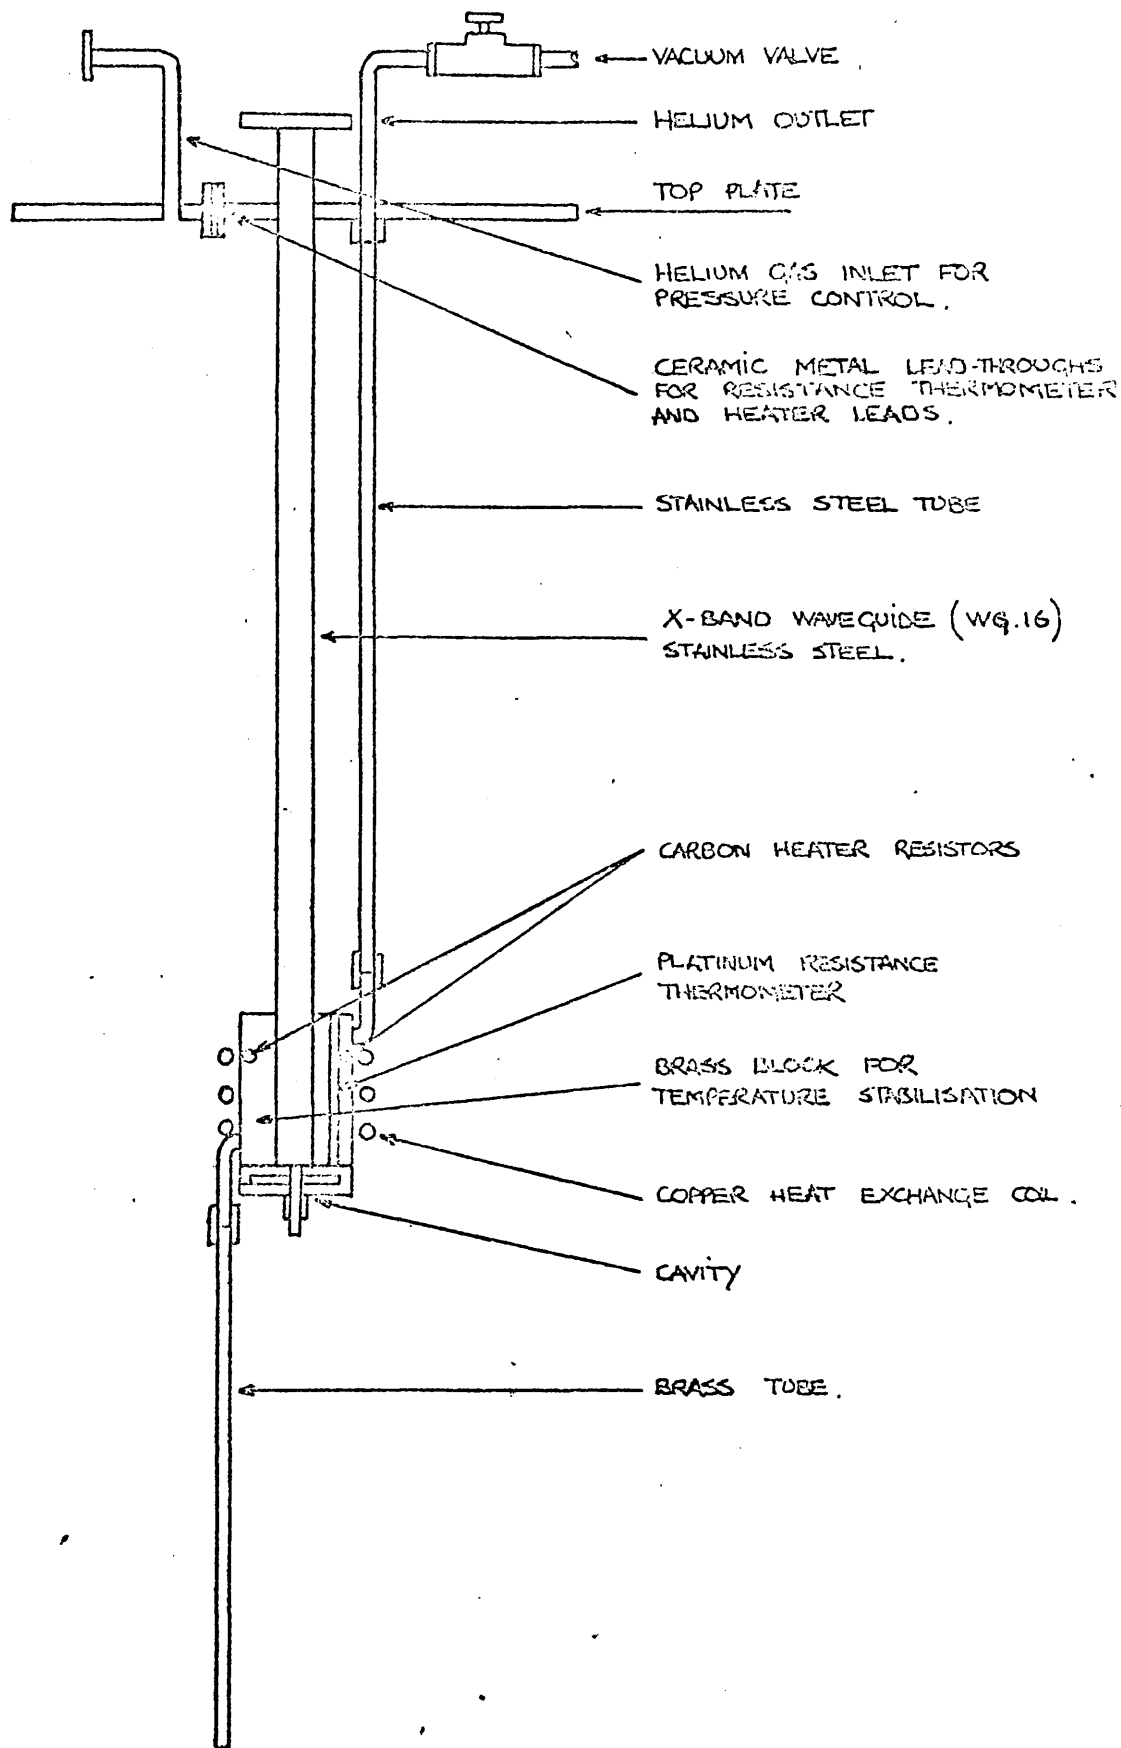 VACUUM VALVE.
HELIUM OUTLET
TOP PLATE
HELIUM GAS INLET FOR
PRESSURE CONTROL.
CERAMIC METAL LEAD-THROUGHS
FOR RESISTANCE THERMOMETER
AND HEATER LEADS.
STAINLESS STEEL TUBE
X-BAND WAVEGUIDE (WG.16)
STAINLESS STEEL.
CARBON HEATER RESISTORS
PLATINUM RESISTANCE
THERMOMETER
BRASS BLOCK FOR
TEMPERATURE STABILISATION
COPPER HEAT EXCHANGE COIL.
CAVITY
BRASS TUBE.